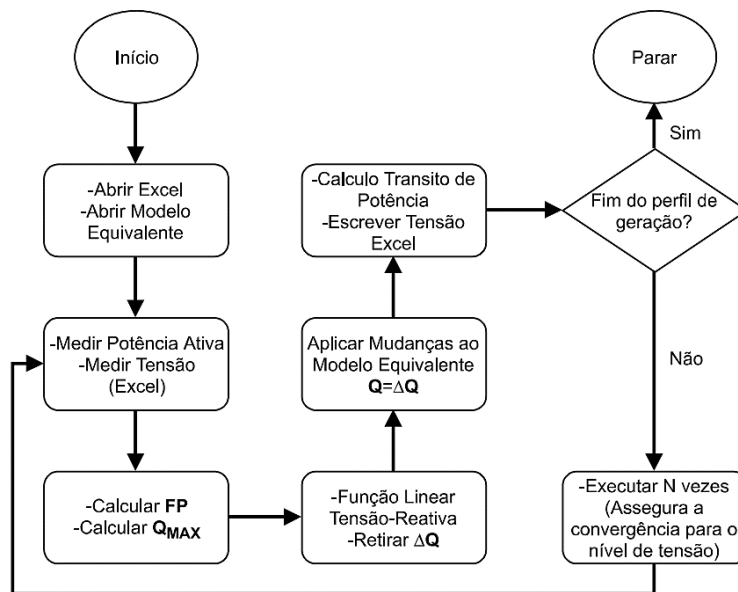 Início
-Abrir Excel
-Abrir Modelo
Equivalente
-Medir Potência Ativa
-Medir Tensão
(Excel)
-Calcular FP
-Calcular QMAX
-Função Linear
Tensão-Reativa
-Retirar ΔQ
Aplicar Mudanças ao
Modelo Equivalente
Q=ΔQ
-Calculo Transito de
Potência
-Escrever Tensão
Excel
Fim do perfil de
geração?
Sim
Parar
Não
-Executar N vezes
(Assegura a
convergência para o
nível de tensão)